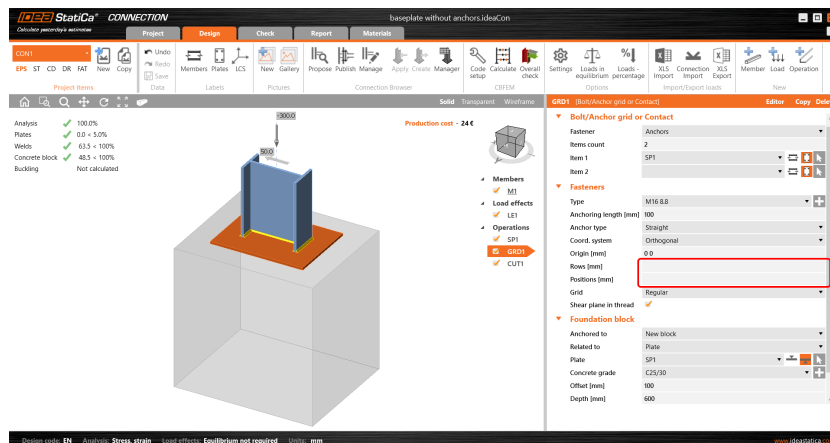 IDEA StatiCa® CONNECTION
baseplate without anchors.ideaCon
Calculate yesterday's estimates
Project Design Check Report Materials
CON1
EPS ST CD DR FAT
New Copy
Project Items
Undo
Redo
Save
Data
Members Plates LCS
Labels
New Gallery
Pictures
Propose Publish Manage Apply Create Manager
Connection Browser
Code setup Calculate Overall check
CBFEM
Settings Loads in equilibrium Loads - percentage
Options
XLS Import Connection Import XLS Export
Import/Export loads
Member Load Operation
New
Solid Transparent Wireframe
Analysis 100.0%
Plates 0.0 < 5.0%
Welds 63.5 < 100%
Concrete block 48.5 < 100%
Buckling Not calculated
Production cost - 24 €
-300.0
50.0
Members
M1
Load effects
LE1
Operations
SP1
GRD1
CUT1
GRD1 [Bolt/Anchor grid or Contact] Editor Copy Dele
Bolt/Anchor grid or Contact
Fastener Anchors
Items count 2
Item 1 SP1
Item 2
Fasteners
Type M16 8.8
Anchoring length [mm] 100
Anchor type Straight
Coord. system Orthogonal
Origin [mm] 0 0
Rows [mm]
Positions [mm]
Grid Regular
Shear plane in thread
Foundation block
Anchored to New block
Related to Plate
Plate SP1
Concrete grade C25/30
Offset [mm] 100
Depth [mm] 600
Design code: EN Analysis: Stress, strain Load effects: Equilibrium not required Units: mm
www.ideastatica.co